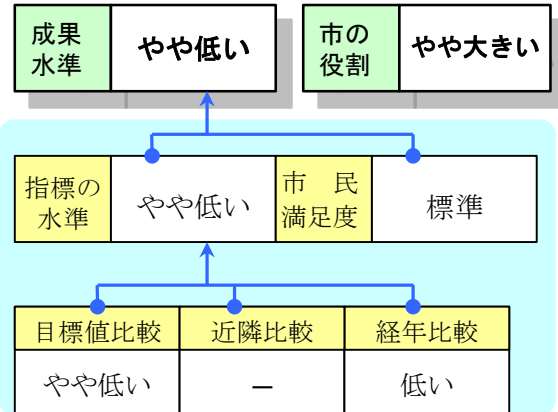 成果
水準
やや低い
市の
役割
やや大きい
指標の
水準
やや低い
市 民
満足度
標準
目標値比較 近隣比較 経年比較
やや低い － 低い